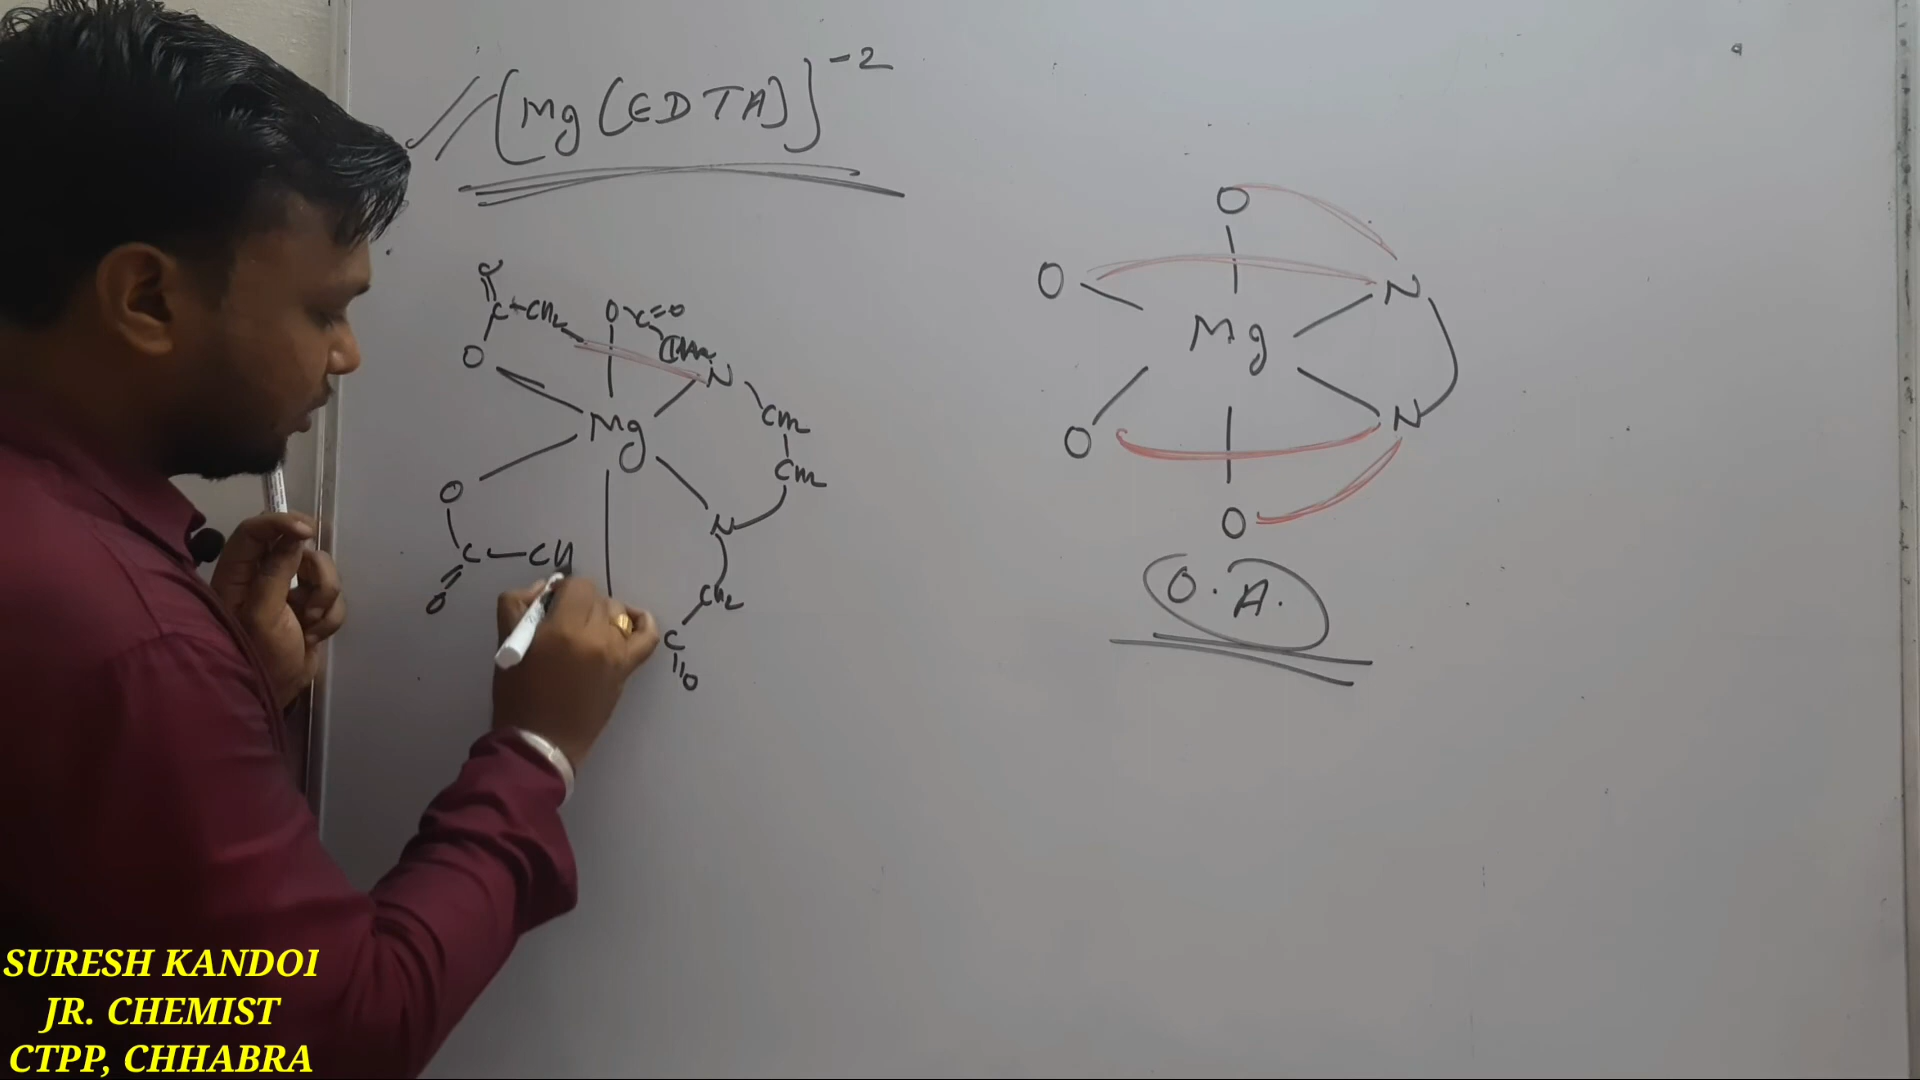 [Mg(EDTA)]⁻²
O
C-CH₂
O
O C=O
N
Mg
CH₂
CH₂
N
O
C-CH
O
CH₂
C
O
O
O
N
Mg
O
N
O
O.A.
SURESH KANDOI
JR. CHEMIST
CTPP, CHHABRA